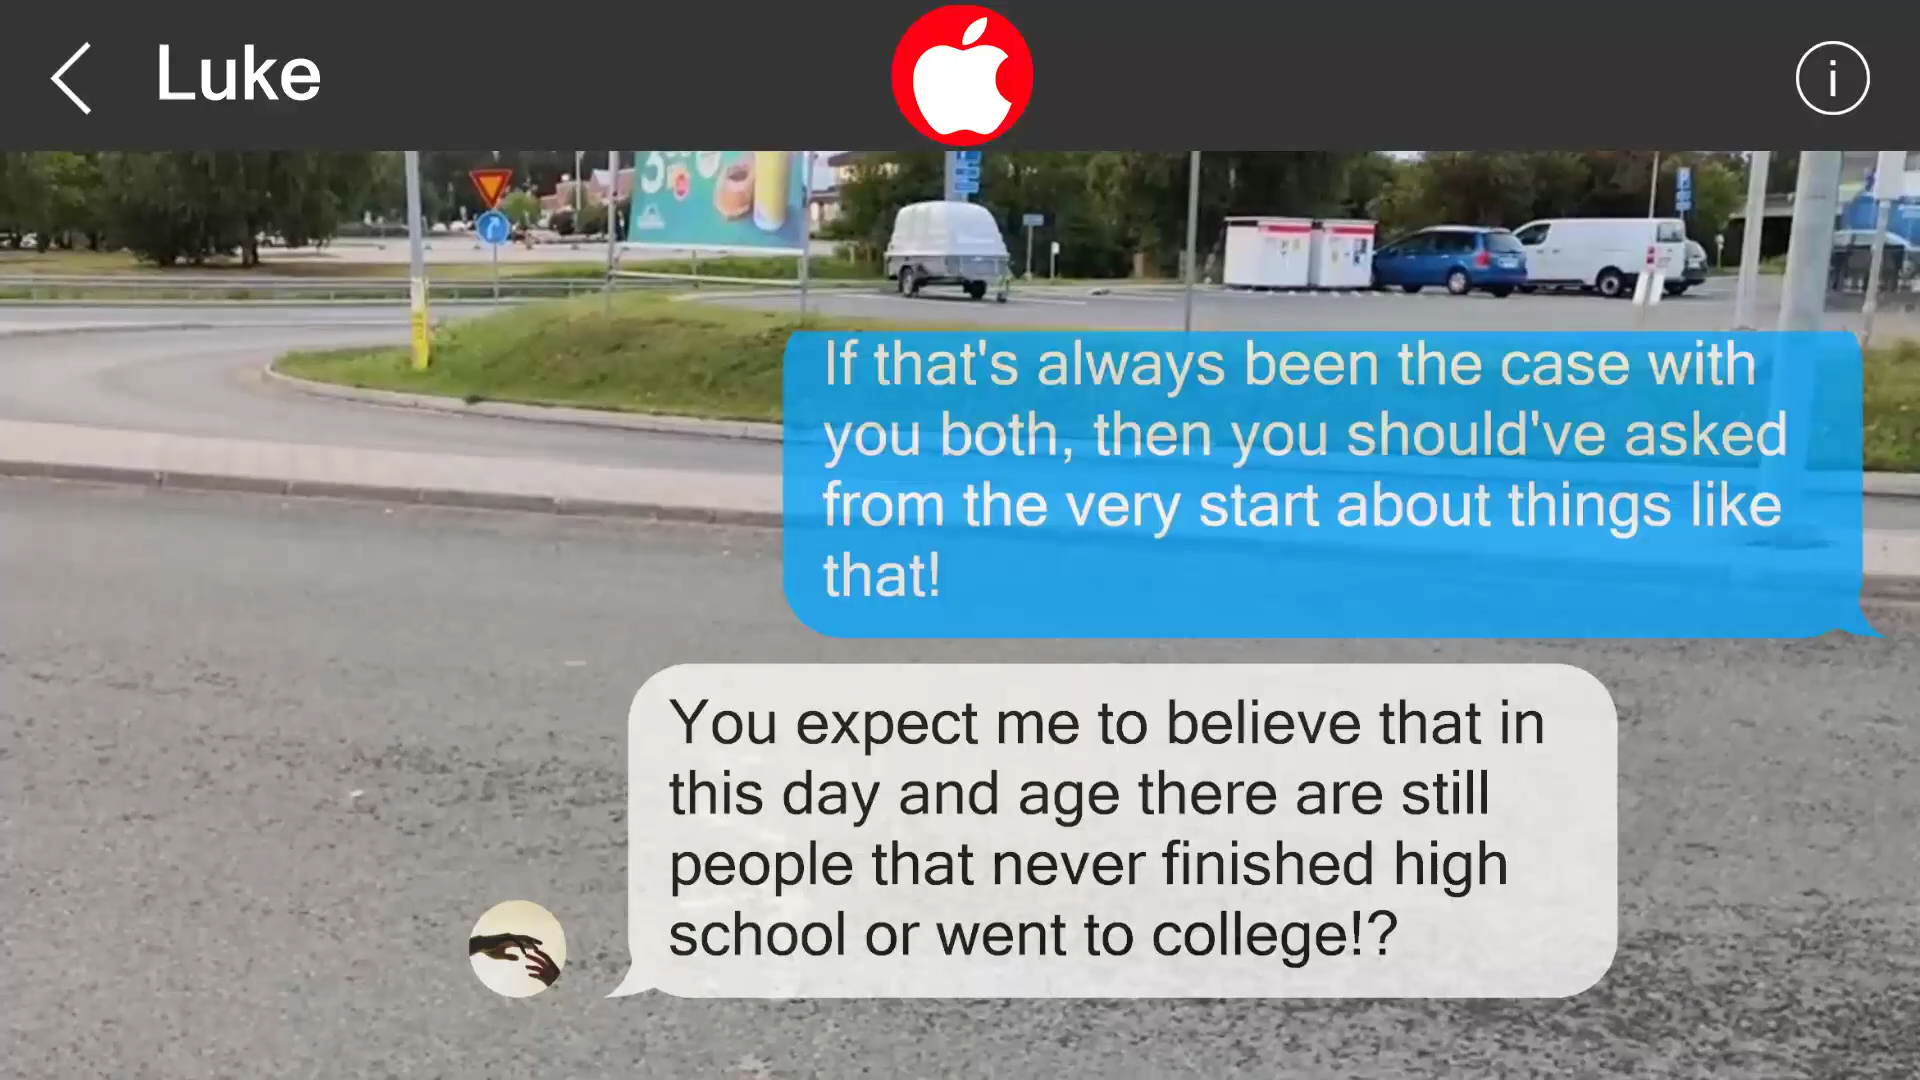 Luke
i
3
If that's always been the case with
you both, then you should've asked
from the very start about things like
that!
You expect me to believe that in
this day and age there are still
people that never finished high
school or went to college!?